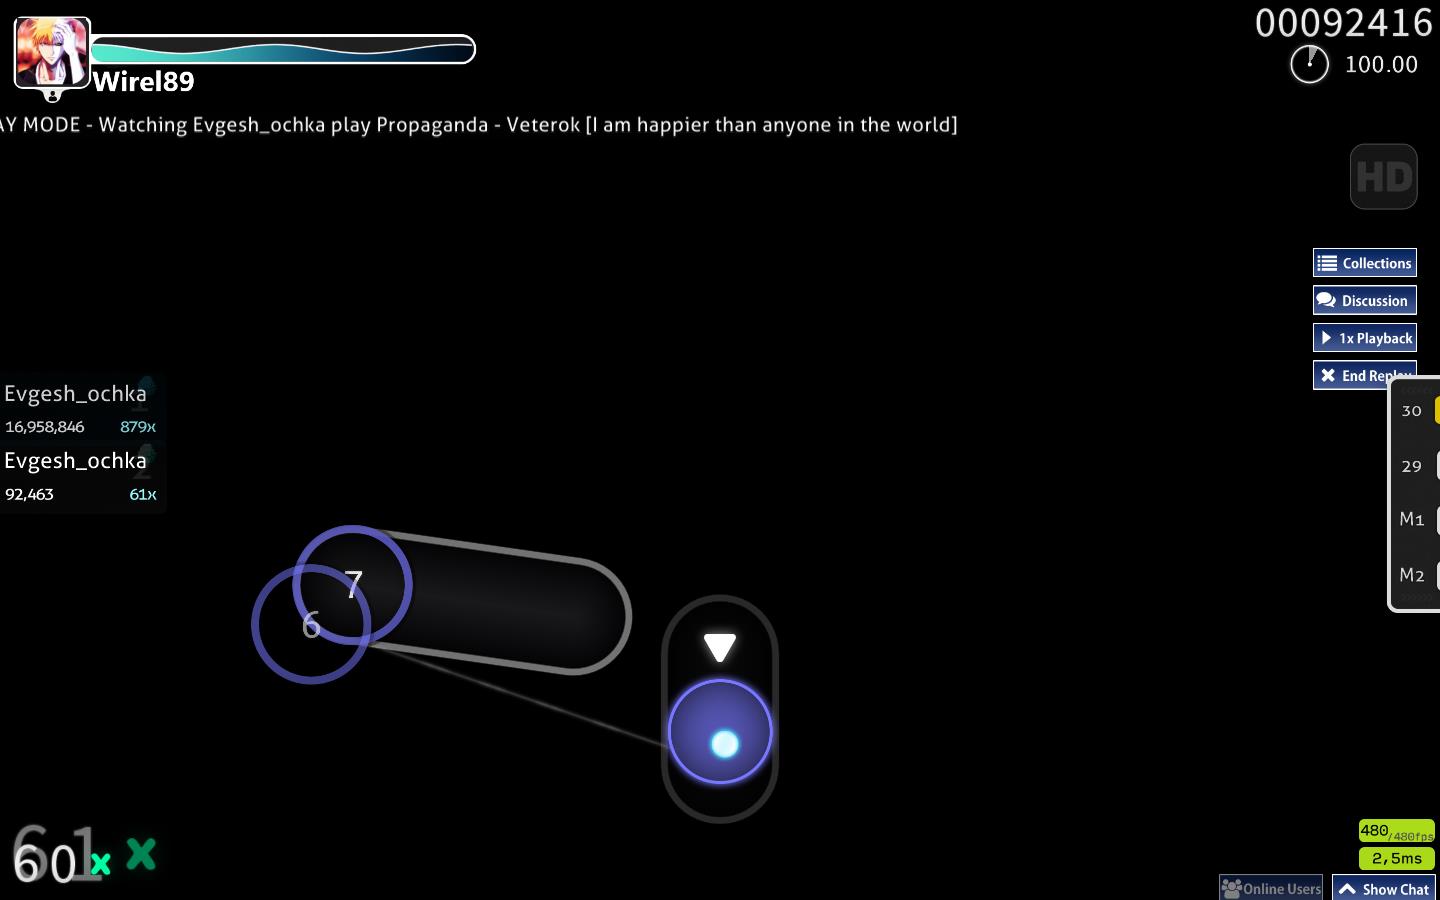 00092416
100.00
Wirel89
AY MODE - Watching Evgesh_ochka play Propaganda - Veterok [I am happier than anyone in the world]
HD
Collections
Discussion
1x Playback
End Replay
30
29
M1
M2
Evgesh_ochka
1
16,958,846 879x
Evgesh_ochka
2
92,463 61x
7
6
61x
60x
480/480fps
2,5ms
Online Users
Show Chat